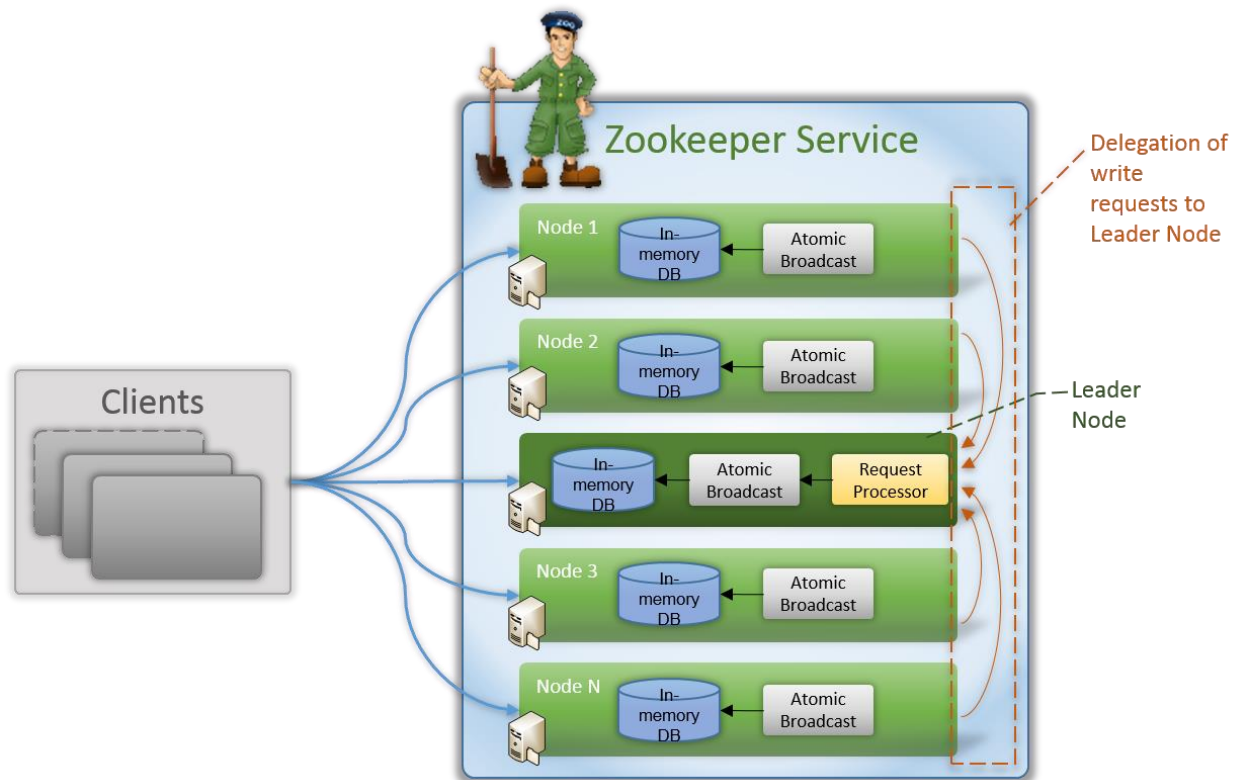 ZOO
Zookeeper Service
Delegation of
write
requests to
Leader Node
Node 1
In-
memory
DB
Atomic
Broadcast
Node 2
In-
memory
DB
Atomic
Broadcast
Leader
Node
Clients
In-
memory
DB
Atomic
Broadcast
Request
Processor
Node 3
In-
memory
DB
Atomic
Broadcast
Node N
In-
memory
DB
Atomic
Broadcast